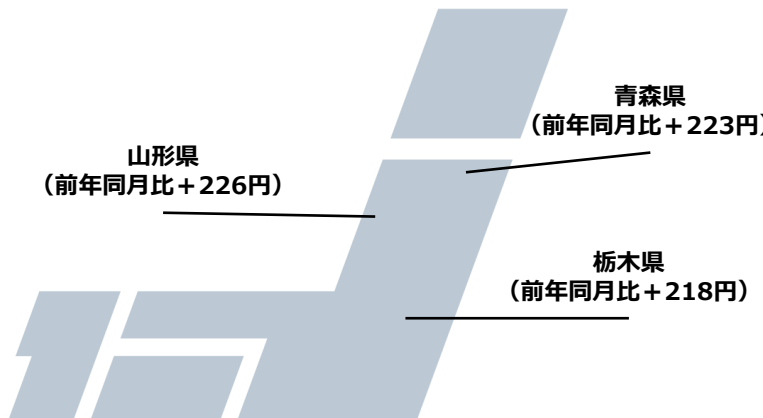 青森県
（前年同月比＋223円）
山形県
（前年同月比＋226円）
栃木県
（前年同月比＋218円）